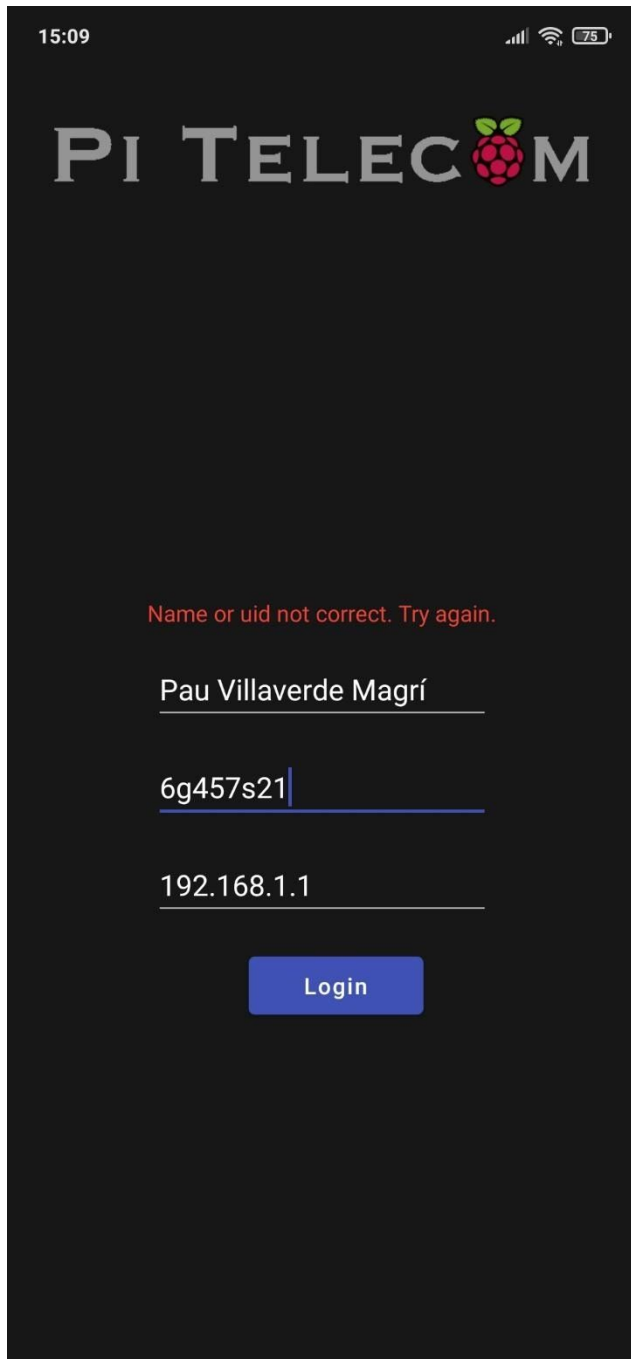 15:09 75
PI TELECOM
Name or uid not correct. Try again.
Pau Villaverde Magrí
6g457s21
192.168.1.1
Login